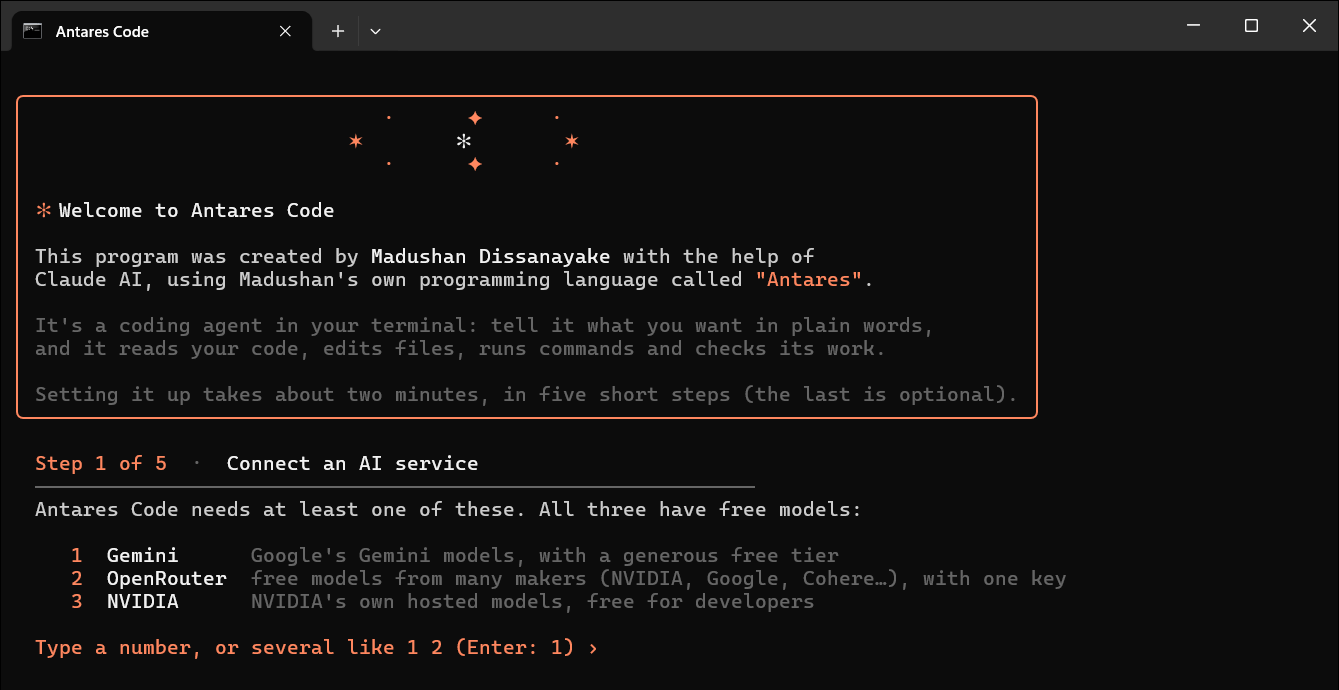 Antares Code
Welcome to Antares Code
This program was created by Madushan Dissanayake with the help of
Claude AI, using Madushan's own programming language called "Antares".
It's a coding agent in your terminal: tell it what you want in plain words,
and it reads your code, edits files, runs commands and checks its work.
Setting it up takes about two minutes, in five short steps (the last is optional).
Step 1 of 5 · Connect an AI service
Antares Code needs at least one of these. All three have free models:
1 Gemini Google's Gemini models, with a generous free tier
2 OpenRouter free models from many makers (NVIDIA, Google, Cohere…), with one key
3 NVIDIA NVIDIA's own hosted models, free for developers
Type a number, or several like 1 2 (Enter: 1) ›